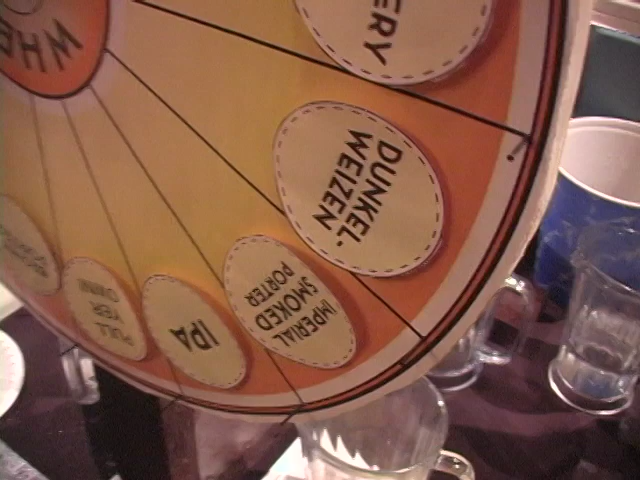 WHE
ERY
DUNKEL-
WEIZEN
IMPERIAL
SMOKED
PORTER
IPA
PULL
YER
OWN!